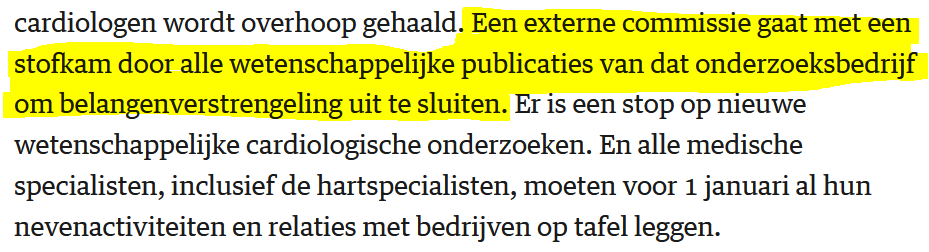 cardiologen wordt overhoop gehaald. Een externe commissie gaat met een
stofkam door alle wetenschappelijke publicaties van dat onderzoeksbedrijf
om belangenverstrengeling uit te sluiten. Er is een stop op nieuwe
wetenschappelijke cardiologische onderzoeken. En alle medische
specialisten, inclusief de hartspecialisten, moeten voor 1 januari al hun
nevenactiviteiten en relaties met bedrijven op tafel leggen.